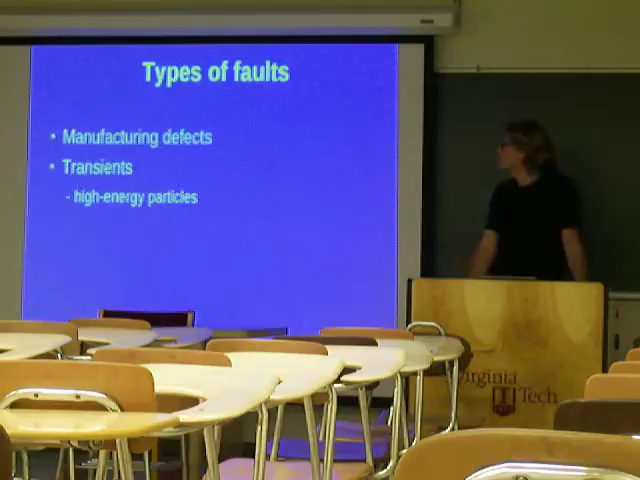 Types of faults
• Manufacturing defects
• Transients
- high-energy particles
Virginia
Tech